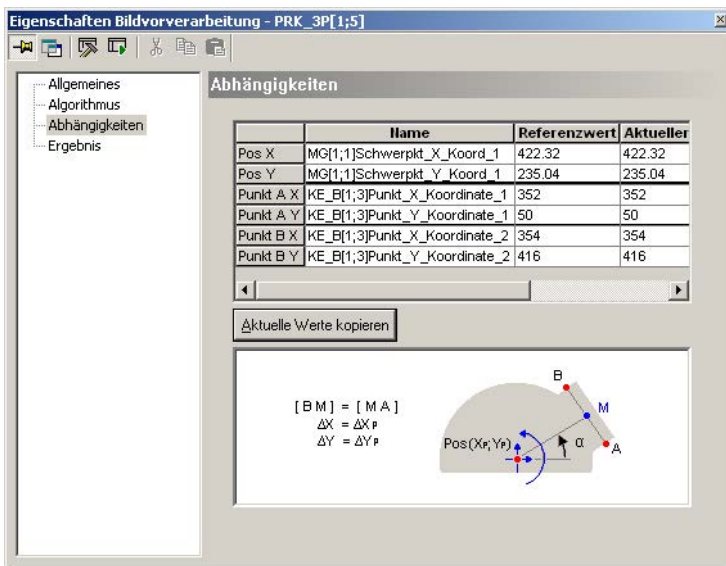 Eigenschaften Bildvorverarbeitung - PRK_3P[1;5]
Allgemeines
Algorithmus
Abhängigkeiten
Ergebnis
Abhängigkeiten
Name Referenzwert Aktueller
Pos X MG[1;1]Schwerpkt_X_Koord_1 422.32 422.32
Pos Y MG[1;1]Schwerpkt_Y_Koord_1 235.04 235.04
Punkt A X KE_B[1;3]Punkt_X_Koordinate_1 352 352
Punkt A Y KE_B[1;3]Punkt_Y_Koordinate_1 50 50
Punkt B X KE_B[1;3]Punkt_X_Koordinate_2 354 354
Punkt B Y KE_B[1;3]Punkt_Y_Koordinate_2 416 416
Aktuelle Werte kopieren
[ B M ] = [ M A ]
ΔX = ΔXP
ΔY = ΔYP
B
M
Pos(XP;YP)
α
A